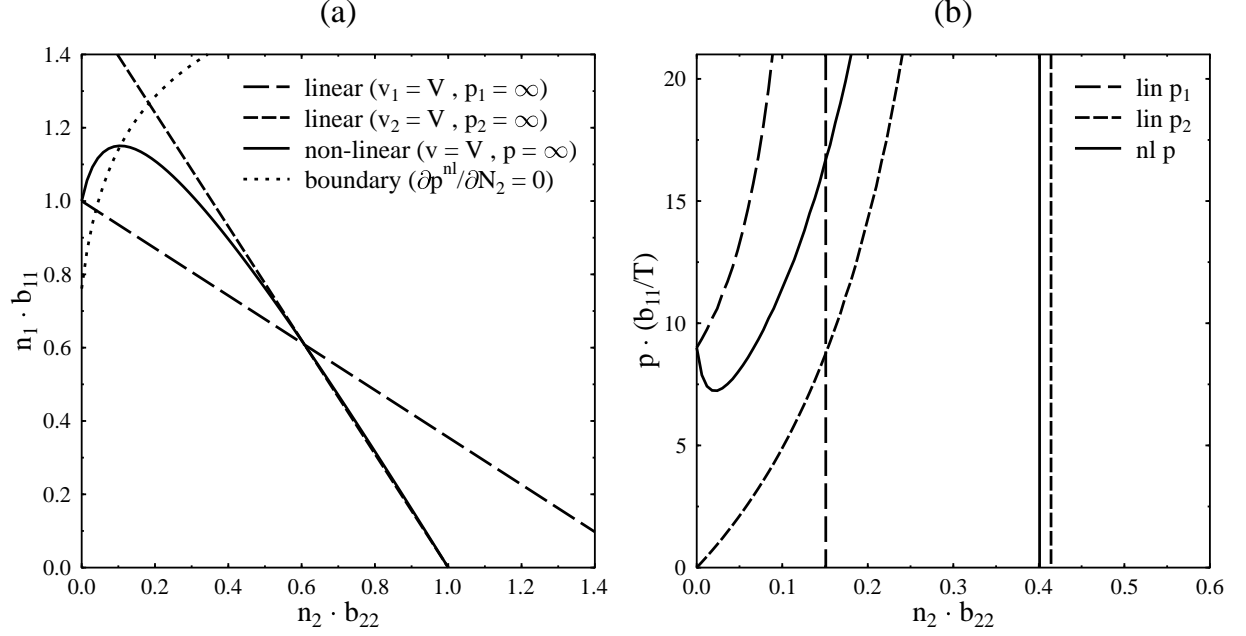 (a)
(b)
linear (v₁ = V , p₁ = ∞)
linear (v₂ = V , p₂ = ∞)
non-linear (v = V , p = ∞)
boundary (∂pⁿˡ/∂N₂ = 0)
1.4
1.2
1.0
0.8
0.6
0.4
0.2
0.0
n₁ · b₁₁
0.0 0.2 0.4 0.6 0.8 1.0 1.2 1.4
n₂ · b₂₂
lin p₁
lin p₂
nl p
20
15
10
5
0
p · (b₁₁/T)
0.0 0.1 0.2 0.3 0.4 0.5 0.6
n₂ · b₂₂